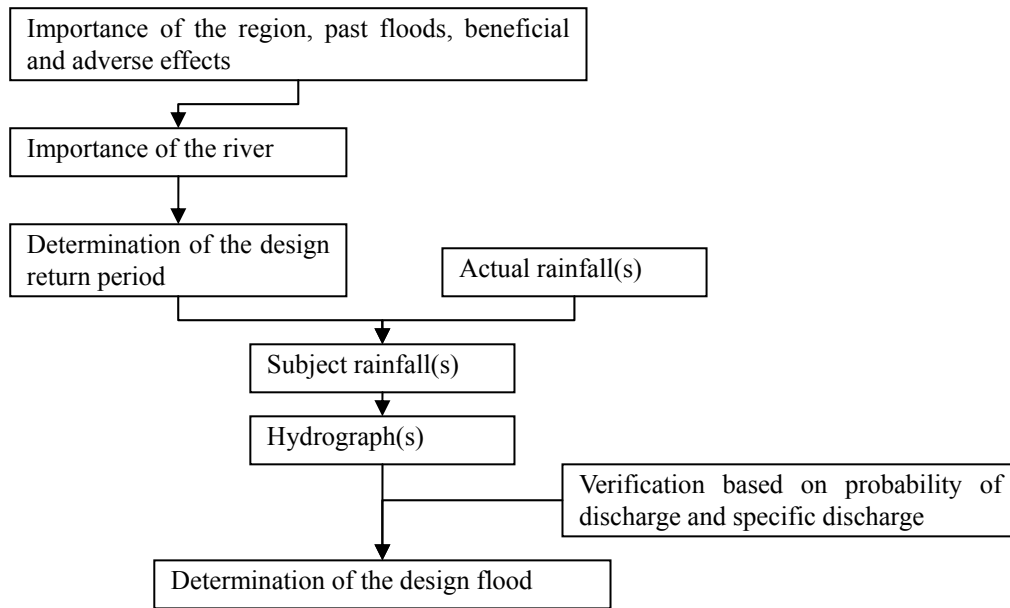 Importance of the region, past floods, beneficial
and adverse effects
Importance of the river
Determination of the design
return period
Actual rainfall(s)
Subject rainfall(s)
Hydrograph(s)
Verification based on probability of
discharge and specific discharge
Determination of the design flood